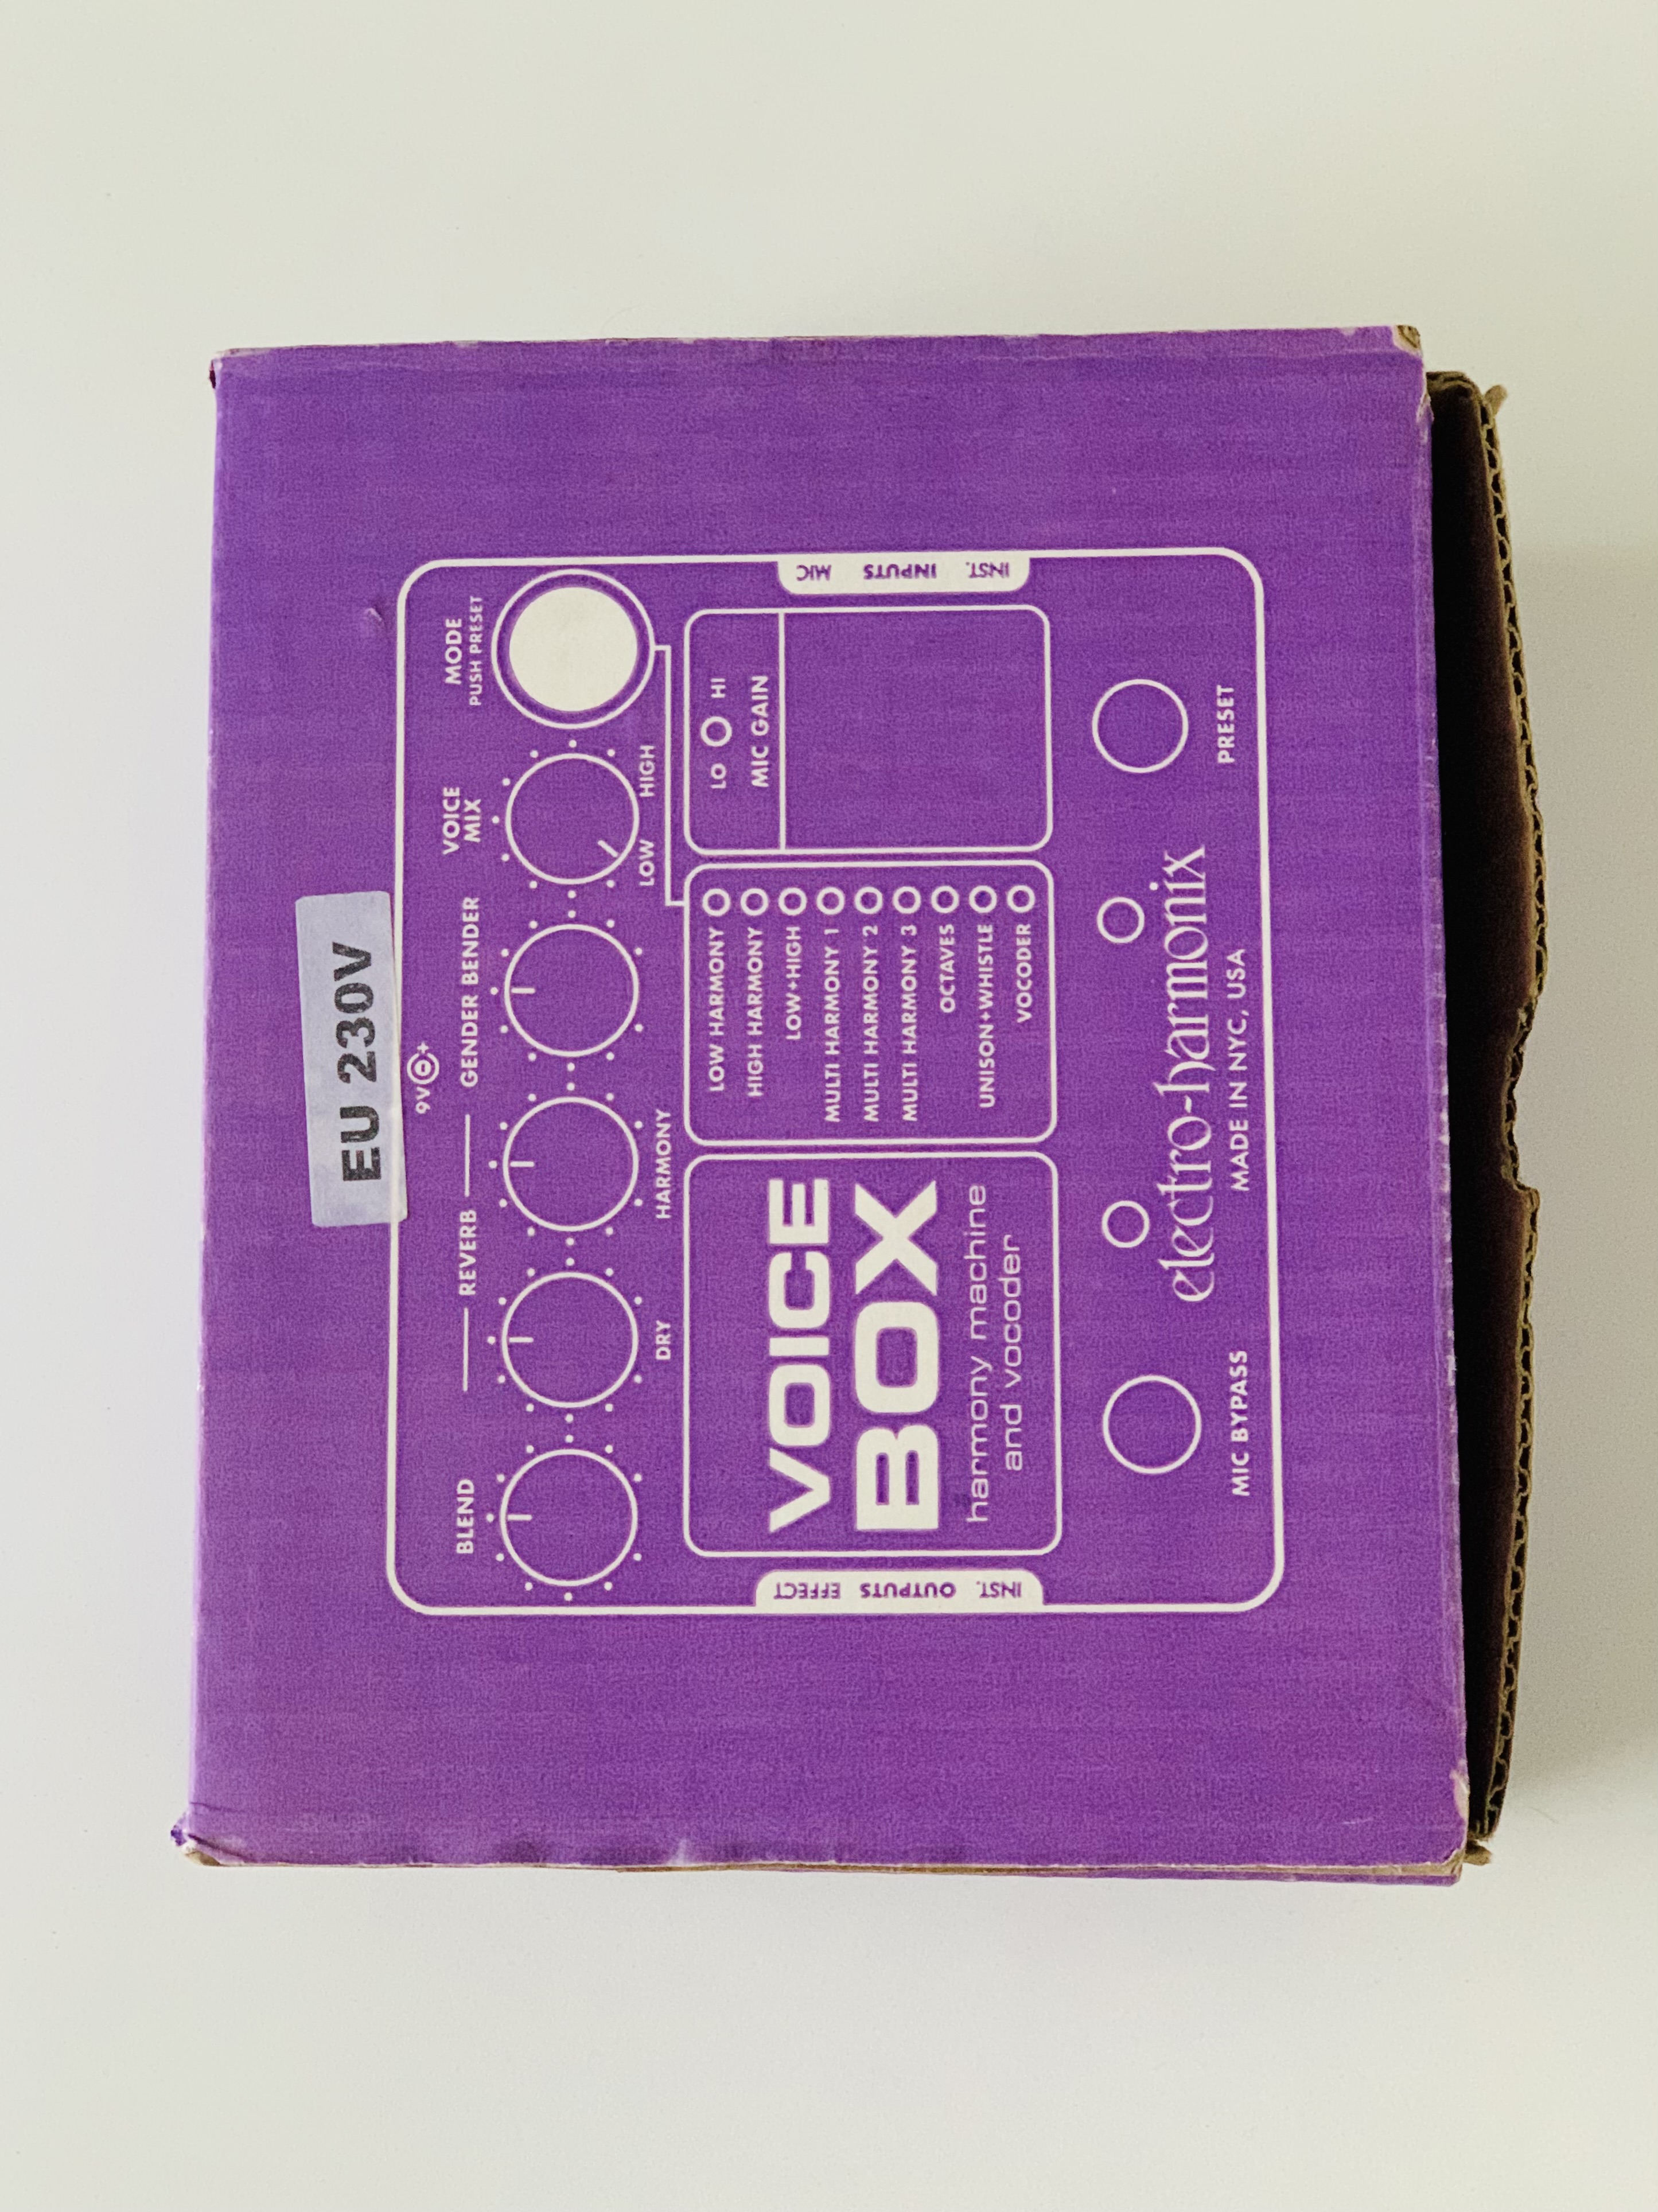 EU 230V
9V
BLEND
REVERB
GENDER BENDER
VOICE
MIX
MODE
PUSH PRESET
DRY
HARMONY
LOW
HIGH
INST. OUTPUTS EFFECT
VOICE
BOX
harmony machine
and vocoder
LOW HARMONY
HIGH HARMONY
LOW+HIGH
MULTI HARMONY 1
MULTI HARMONY 2
MULTI HARMONY 3
OCTAVES
UNISON+WHISTLE
VOCODER
LO
HI
MIC GAIN
INST. INPUTS MIC
MIC BYPASS
electro-harmonix
MADE IN NYC, USA
PRESET